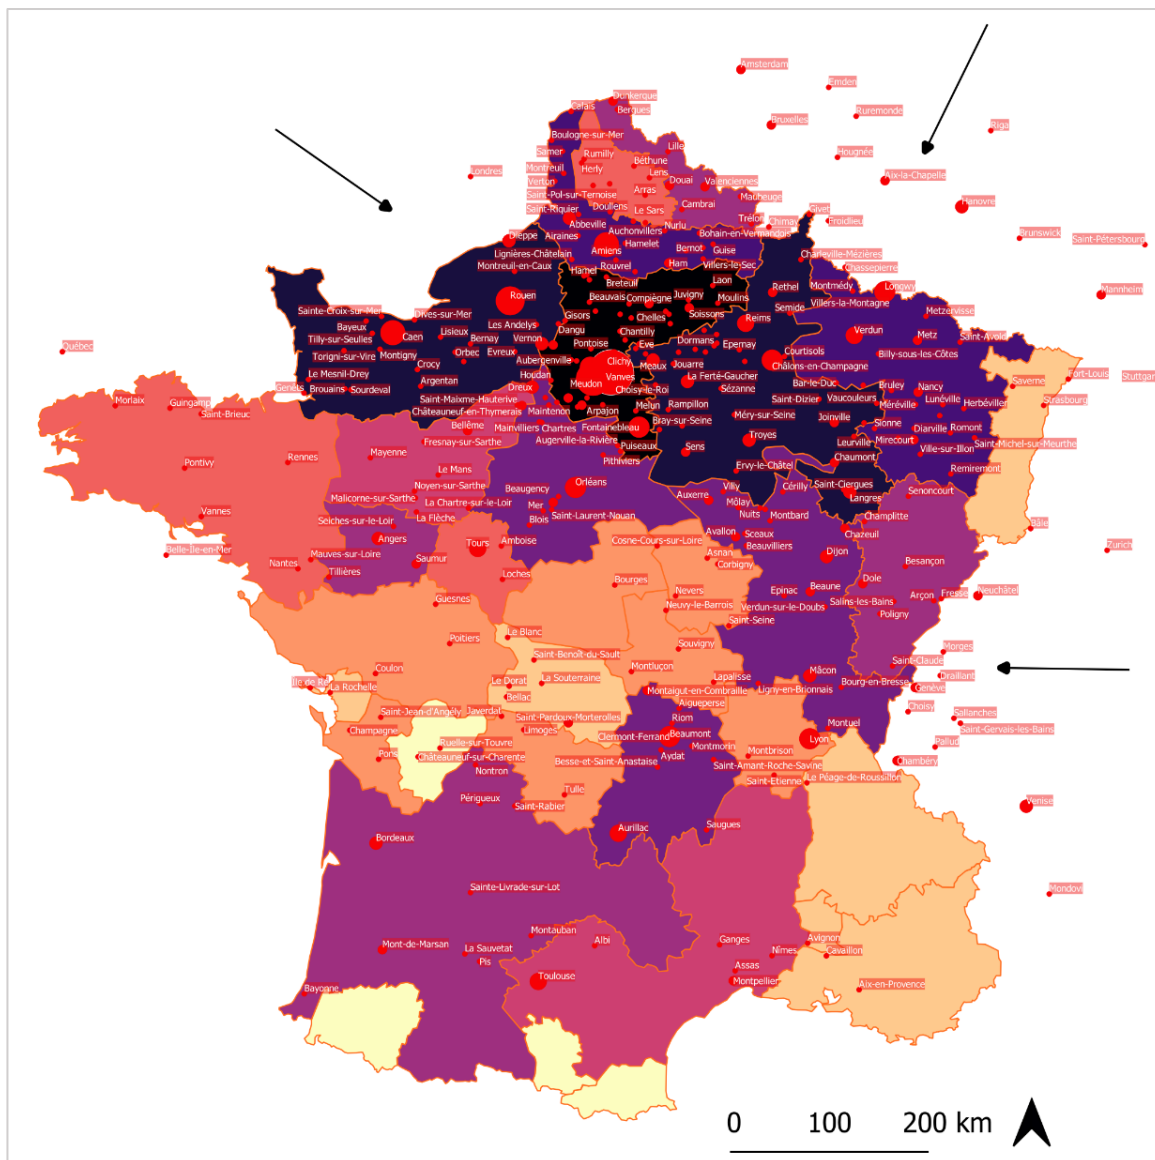 Amsterdam
Emden
Dunkerque
Calais
Bergues
Ruremonde
Bruxelles
Riga
Boulogne-sur-Mer
Lille
Samer
Rumilly
Hougnée
Béthune
Montreuil
Herly
Lens
Londres
Douai
Aix-la-Chapelle
Verton
Valenciennes
Saint-Pol-sur-Ternoise
Arras
Maubeuge
Hanovre
Saint-Riquier
Doullens
Le Sars
Cambrai
Givet
Abbeville
Nurlu
Trélon
Chimay
Froidlieu
Airaines
Auchonvillers
Bohain-en-Vermandois
Brunswick
Saint-Pétersbourg
Dieppe
Hamelet
Bernot
Guise
Lignières-Châtelain
Amiens
Charleville-Mézières
Montreuil-en-Caux
Hamel
Rouvrel
Ham
Villers-le-Sec
Chassepierre
Breteuil
Laon
Montmédy
Longwy
Mannheim
Rouen
Beauvais
Compiègne
Juvigny
Moulins
Rethel
Villers-la-Montagne
Sainte-Croix-sur-Mer
Dives-sur-Mer
Gisors
Chelles
Soissons
Semide
Metzervisse
Bayeux
Caen
Lisieux
Les Andelys
Dangu
Chantilly
Reims
Verdun
Metz
Tilly-sur-Seulles
Bernay
Vernon
Pontoise
Eve
Dormans
Epernay
Saint-Avold
Québec
Torigni-sur-Vire
Montigny
Orbec
Evreux
Aubergenville
Clichy
Meaux
Jouarre
Courtisols
Billy-sous-les-Côtes
Crocy
Houdan
Vanves
Châlons-en-Champagne
Le Mesnil-Drey
Argentan
Dreux
Meudon
Choisy-le-Roi
La Ferté-Gaucher
Bar-le-Duc
Bruley
Nancy
Saverne
Fort-Louis
Stuttgart
Genêts
Brouains
Sourdeval
Saint-Maixme-Hauterive
Sézanne
Saint-Dizier
Vaucouleurs
Lunéville
Morlaix
Guingamp
Châteauneuf-en-Thymerais
Maintenon
Arpajon
Melun
Rampillon
Méréville
Herbéviller
Strasbourg
Saint-Brieuc
Bellême
Mainvilliers
Chartres
Fontainebleau
Bray-sur-Seine
Méry-sur-Seine
Joinville
Sionne
Diarville
Romont
Fresnay-sur-Sarthe
Augerville-la-Rivière
Troyes
Leurville
Mirecourt
Saint-Michel-sur-Meurthe
Mayenne
Puiseaux
Sens
Ville-sur-Illon
Pontivy
Rennes
Le Mans
Pithiviers
Ervy-le-Châtel
Chaumont
Remiremont
Noyen-sur-Sarthe
Orléans
Villy
Cérilly
Saint-Ciergues
Malicorne-sur-Sarthe
Beaugency
Auxerre
Langres
Senoncourt
La Chartre-sur-le-Loir
Mer
Môlay
Vannes
Seiches-sur-le-Loir
La Flèche
Blois
Saint-Laurent-Nouan
Nuits
Montbard
Champlitte
Bâle
Avallon
Sceaux
Chazeuil
Belle-Île-en-Mer
Mauves-sur-Loire
Angers
Tours
Amboise
Cosne-Cours-sur-Loire
Beauvilliers
Dijon
Zurich
Nantes
Saumur
Asnan
Corbigny
Besançon
Tillières
Loches
Bourges
Nevers
Epinac
Beaune
Dole
Arçon
Fresse
Neuchâtel
Guesnes
Neuvy-le-Barrois
Verdun-sur-le-Doubs
Salins-les-Bains
Saint-Seine
Poligny
Poitiers
Le Blanc
Souvigny
Saint-Benoît-du-Sault
Morges
Coulon
Montluçon
Saint-Claude
Mâcon
Draillant
Île de Ré
La Rochelle
Le Dorat
La Souterraine
Lapalisse
Bourg-en-Bresse
Genève
Bellac
Montaigut-en-Combraille
Ligny-en-Brionnais
Saint-Jean-d'Angély
Javerdat
Aigueperse
Choisy
Sallanches
Saint-Pardoux-Morterolles
Riom
Montuel
Saint-Gervais-les-Bains
Champagne
Limoges
Clermont-Ferrand
Beaumont
Lyon
Ruelle-sur-Touvre
Montmorin
Montbrison
Pallud
Pons
Châteauneuf-sur-Charente
Besse-et-Saint-Anastaise
Aydat
Saint-Amant-Roche-Savine
Chambéry
Nontron
Saint-Etienne
Le Péage-de-Roussillon
Périgueux
Tulle
Saint-Rabier
Venise
Aurillac
Saugues
Bordeaux
Sainte-Livrade-sur-Lot
Mondovi
Montauban
Mont-de-Marsan
La Sauvetat
Albi
Ganges
Avignon
Pis
Nîmes
Cavaillon
Assas
Bayonne
Toulouse
Montpellier
Aix-en-Provence
0 100 200 km